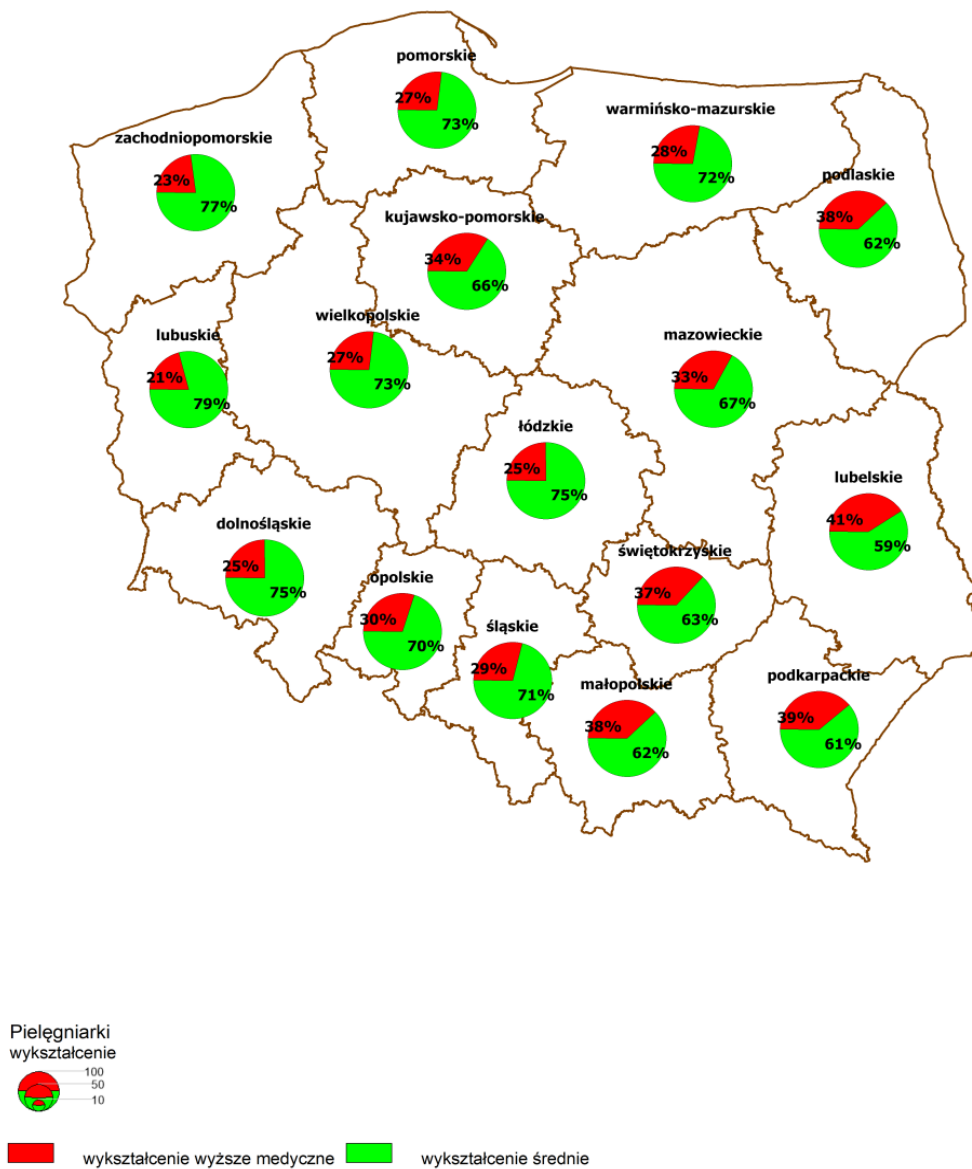 pomorskie
27%
73%
warmińsko-mazurskie
28%
72%
zachodniopomorskie
23%
77%
podlaskie
38%
62%
kujawsko-pomorskie
34%
66%
wielkopolskie
27%
73%
mazowieckie
33%
67%
lubuskie
21%
79%
łódzkie
25%
75%
lubelskie
41%
59%
dolnośląskie
25%
75%
świętokrzyskie
37%
63%
opolskie
30%
70%
śląskie
29%
71%
małopolskie
38%
62%
podkarpackie
39%
61%
Pielęgniarki
wykształcenie
100
50
10
wykształcenie wyższe medyczne
wykształcenie średnie